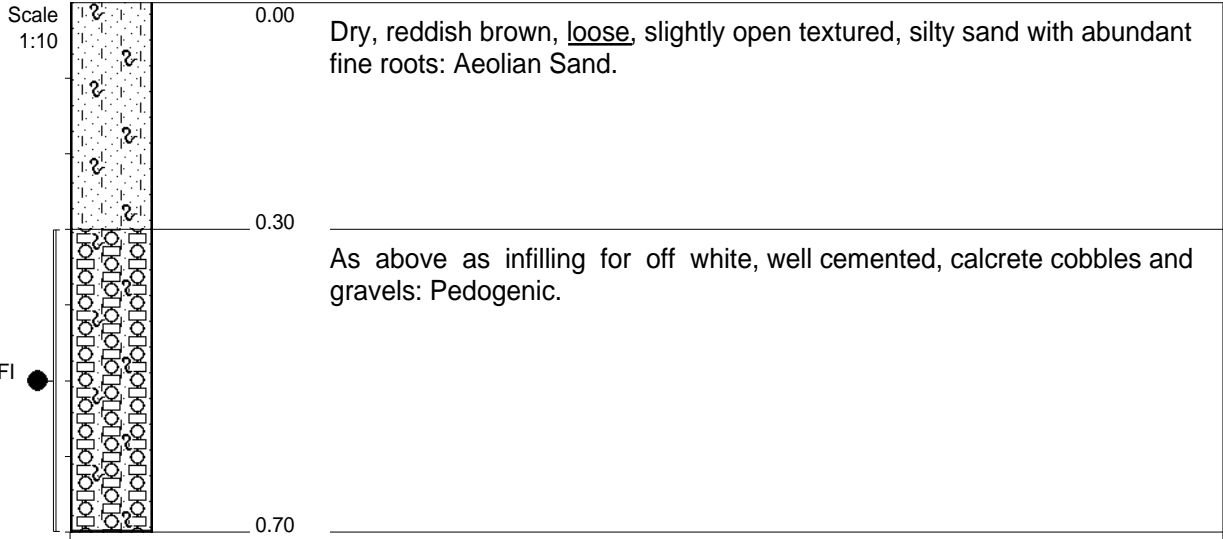 Scale
1:10
0.00
Dry, reddish brown, loose, slightly open textured, silty sand with abundant
fine roots: Aeolian Sand.
0.30
As above as infilling for off white, well cemented, calcrete cobbles and
gravels: Pedogenic.
FI
0.70